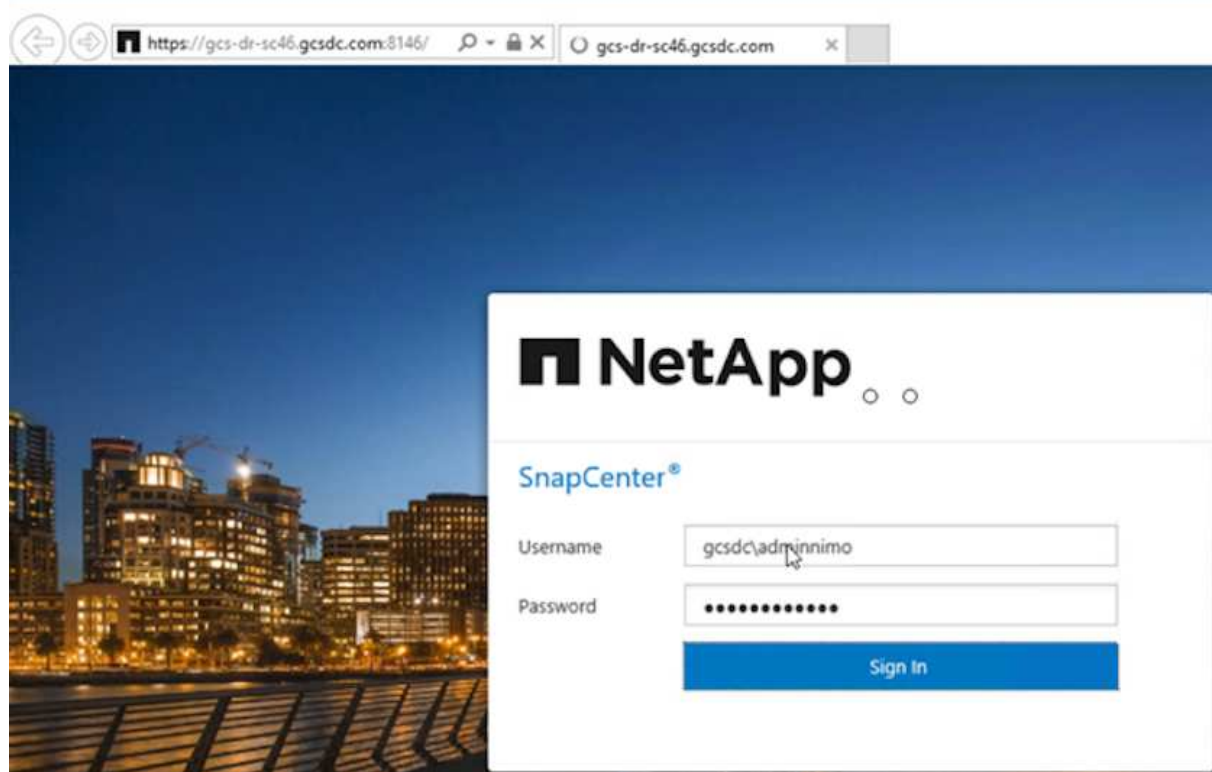 https://gcs-dr-sc46.gcsdc.com:8146/
gcs-dr-sc46.gcsdc.com
NetApp
SnapCenter®
Username gcsdc\adminnimo
Password ●●●●●●●●●●●●
Sign In